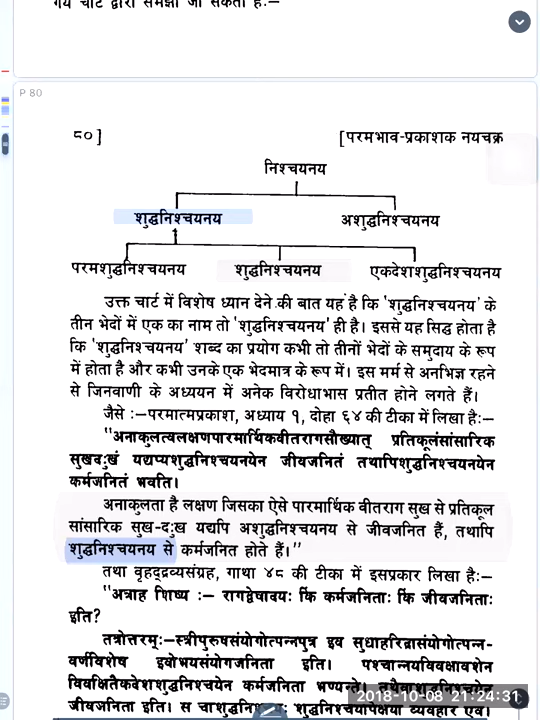 गये चार्ट द्वारा समझा जा सकता है:–
P 80
८०] [परमभाव-प्रकाशक नयचक्र
निश्चयनय
शुद्धनिश्चयनय अशुद्धनिश्चयनय
परमशुद्धनिश्चयनय शुद्धनिश्चयनय एकदेशशुद्धनिश्चयनय
उक्त चार्ट में विशेष ध्यान देने की बात यह है कि 'शुद्धनिश्चयनय' के
तीन भेदों में एक का नाम तो 'शुद्धनिश्चयनय' ही है। इससे यह सिद्ध होता है
कि 'शुद्धनिश्चयनय' शब्द का प्रयोग कभी तो तीनों भेदों के समुदाय के रूप
में होता है और कभी उनके एक भेदमात्र के रूप में। इस मर्म से अनभिज्ञ रहने
से जिनवाणी के अध्ययन में अनेक विरोधाभास प्रतीत होने लगते हैं।
जैसे :–परमात्मप्रकाश, अध्याय १, दोहा ६४ की टीका में लिखा है:–
"अनाकुलत्वलक्षणपारमार्थिकवीतरागसौख्यात् प्रतिकूलंसांसारिक
सुखदुःखं यद्यप्यशुद्धनिश्चयनयेन जीवजनितं तथापिशुद्धनिश्चयनयेन
कर्मजनितं भवति।
अनाकुलता है लक्षण जिसका ऐसे पारमार्थिक वीतराग सुख से प्रतिकूल
सांसारिक सुख-दुःख यद्यपि अशुद्धनिश्चयनय से जीवजनित हैं, तथापि
शुद्धनिश्चयनय से कर्मजनित होते हैं।"
तथा वृहद्द्रव्यसंग्रह, गाथा ४८ की टीका में इसप्रकार लिखा है:–
"अत्राह शिष्य :– रागद्वेषादयः किं कर्मजनिताः किं जीवजनिताः
इति?
तत्रोत्तरम्:–स्त्रीपुरुषसंयोगोत्पन्नपुत्र इव सुधाहरिद्रासंयोगोत्पन्न-
वर्णविशेष इवोभयसंयोगजनिता इति। पश्चान्नयविवक्षावशेन
विवक्षितैकदेशशुद्धनिश्चयेन कर्मजनिता भण्यन्ते।
2018-10-08 21:24:31
जीवजनिता इति। स शुद्धनिश्चयापेक्षया व्यवहार एव।